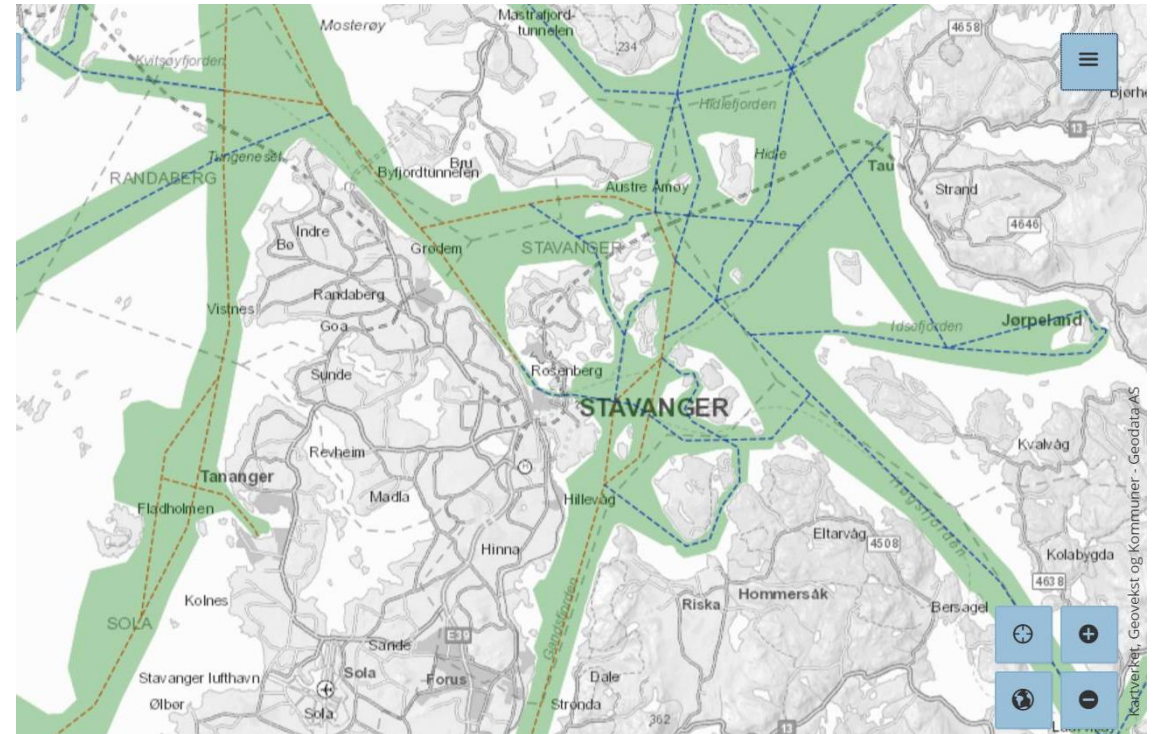 Mosterøy
Mastrafjord-
tunnelen
234
4658
Kvitsøyfjorden
Hidlefjorden
Bjørhe
13
Tungeneset
Bru
Hidle
RANDABERG
Byfjordtunnelen
Austre Åmøy
Tau
Strand
4646
Indre
Bø
Grødem
STAVANGER
Randaberg
Vistnes
Goa
Idsefjorden
Jørpeland
Sunde
Rosenberg
STAVANGER
Revheim
Kvalvåg
Tananger
Madla
Hillevåg
Fladholmen
Høgsfjorden
Eltarvåg
4508
Hinna
Kolabygda
4638
Hommersåk
Kolnes
Riska
Bersagel
SOLA
E39
Sande
Gandsfjorden
Stavanger lufthavn
Sola
Forus
Dale
Ølbør
Sola
Stronda
362
13
Kartverket, Geovekst og Kommuner - Geodata AS